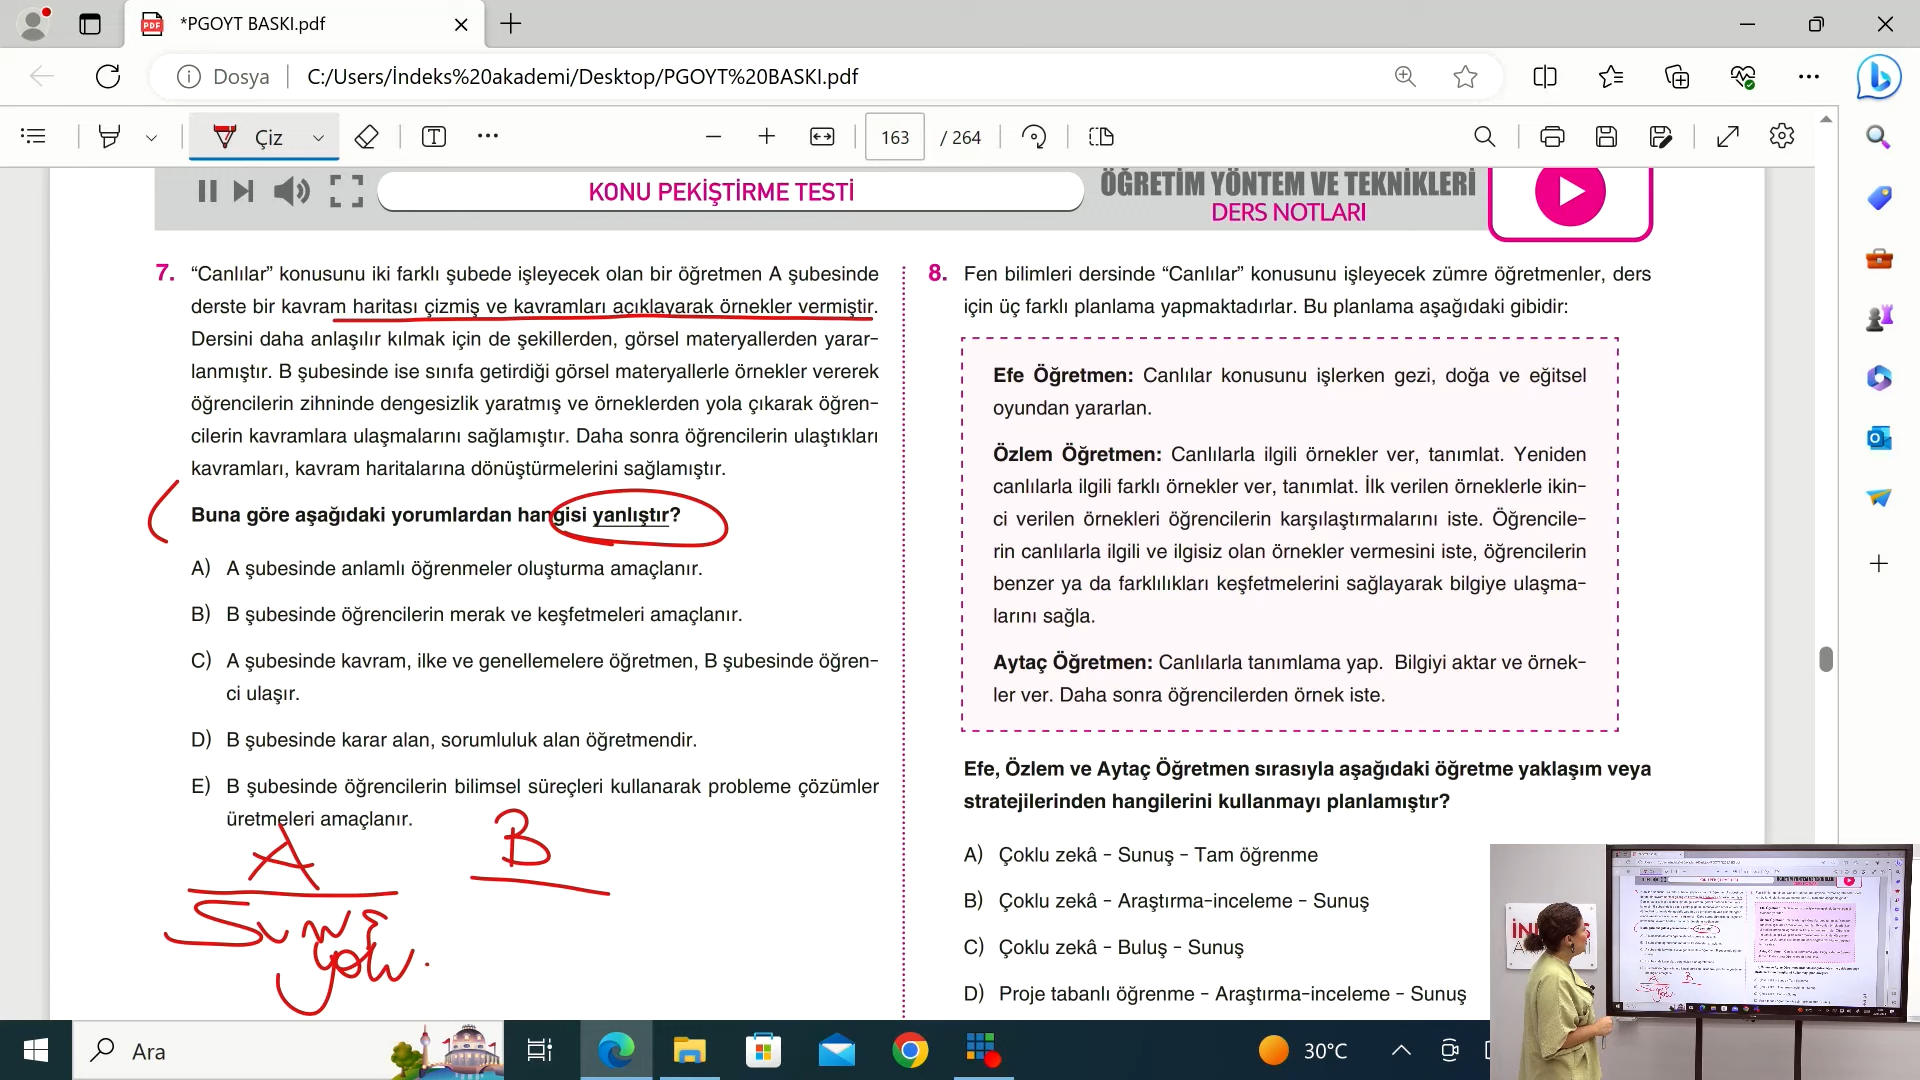 *PGOYT BASKI.pdf
Dosya
C:/Users/İndeks%20akademi/Desktop/PGOYT%20BASKI.pdf
Çiz
163
/ 264
KONU PEKİŞTİRME TESTİ
ÖĞRETİM YÖNTEM VE TEKNİKLERİ
DERS NOTLARI
7. “Canlılar” konusunu iki farklı şubede işleyecek olan bir öğretmen A şubesinde
derste bir kavram haritası çizmiş ve kavramları açıklayarak örnekler vermiştir.
Dersini daha anlaşılır kılmak için de şekillerden, görsel materyallerden yarar-
lanmıştır. B şubesinde ise sınıfa getirdiği görsel materyallerle örnekler vererek
öğrencilerin zihninde dengesizlik yaratmış ve örneklerden yola çıkarak öğren-
cilerin kavramlara ulaşmalarını sağlamıştır. Daha sonra öğrencilerin ulaştıkları
kavramları, kavram haritalarına dönüştürmelerini sağlamıştır.
Buna göre aşağıdaki yorumlardan hangisi yanlıştır?
A) A şubesinde anlamlı öğrenmeler oluşturma amaçlanır.
B) B şubesinde öğrencilerin merak ve keşfetmeleri amaçlanır.
C) A şubesinde kavram, ilke ve genellemelere öğretmen, B şubesinde öğren-
ci ulaşır.
D) B şubesinde karar alan, sorumluluk alan öğretmendir.
E) B şubesinde öğrencilerin bilimsel süreçleri kullanarak probleme çözümler
üretmeleri amaçlanır.
A
B
Sunş
yolu.
8. Fen bilimleri dersinde “Canlılar” konusunu işleyecek zümre öğretmenler, ders
için üç farklı planlama yapmaktadırlar. Bu planlama aşağıdaki gibidir:
Efe Öğretmen: Canlılar konusunu işlerken gezi, doğa ve eğitsel
oyundan yararlan.
Özlem Öğretmen: Canlılarla ilgili örnekler ver, tanımlat. Yeniden
canlılarla ilgili farklı örnekler ver, tanımlat. İlk verilen örneklerle ikin-
ci verilen örnekleri öğrencilerin karşılaştırmalarını iste. Öğrencile-
rin canlılarla ilgili ve ilgisiz olan örnekler vermesini iste, öğrencilerin
benzer ya da farklılıkları keşfetmelerini sağlayarak bilgiye ulaşma-
larını sağla.
Aytaç Öğretmen: Canlılarla tanımlama yap. Bilgiyi aktar ve örnek-
ler ver. Daha sonra öğrencilerden örnek iste.
Efe, Özlem ve Aytaç Öğretmen sırasıyla aşağıdaki öğretme yaklaşım veya
stratejilerinden hangilerini kullanmayı planlamıştır?
A) Çoklu zekâ - Sunuş - Tam öğrenme
B) Çoklu zekâ - Araştırma-inceleme - Sunuş
C) Çoklu zekâ - Buluş - Sunuş
D) Proje tabanlı öğrenme - Araştırma-inceleme - Sunuş
Ara
30°C